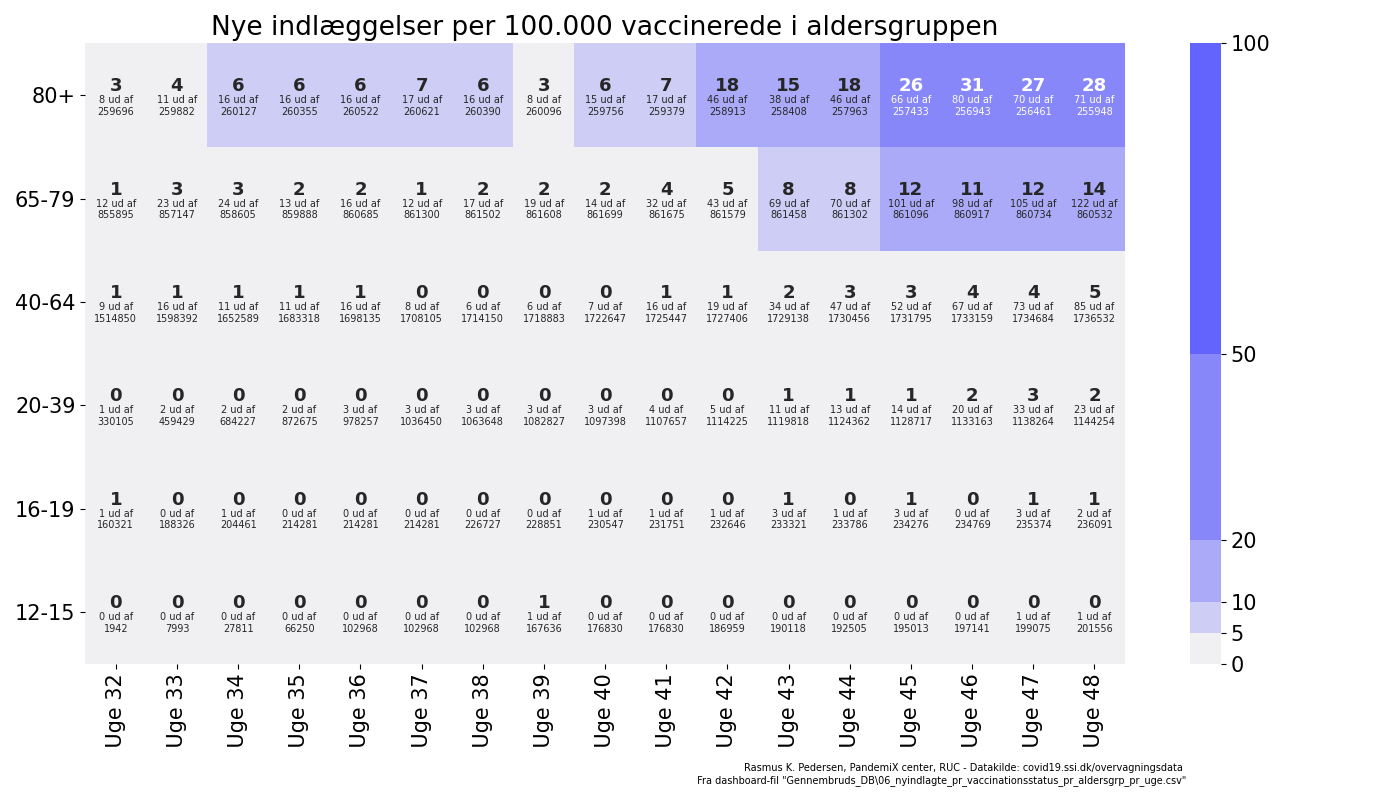 Nye indlæggelser per 100.000 vaccinerede i aldersgruppen
80+ 3 4 6 6 6 7 6 3 6 7 18 15 18 26 31 27 28
8 ud af 11 ud af 16 ud af 16 ud af 16 ud af 17 ud af 16 ud af 8 ud af 15 ud af 17 ud af 46 ud af 38 ud af 46 ud af 66 ud af 80 ud af 70 ud af 71 ud af
259696 259882 260127 260355 260522 260621 260390 260096 259756 259379 258913 258408 257963 257433 256943 256461 255948
65-79 1 3 3 2 2 1 2 2 2 4 5 8 8 12 11 12 14
12 ud af 23 ud af 24 ud af 13 ud af 16 ud af 12 ud af 17 ud af 19 ud af 14 ud af 32 ud af 43 ud af 69 ud af 70 ud af 101 ud af 98 ud af 105 ud af 122 ud af
855895 857147 858605 859888 860685 861300 861502 861608 861699 861675 861579 861458 861302 861096 860917 860734 860532
40-64 1 1 1 1 1 0 0 0 0 1 1 2 3 3 4 4 5
9 ud af 16 ud af 11 ud af 11 ud af 16 ud af 8 ud af 6 ud af 6 ud af 7 ud af 16 ud af 19 ud af 34 ud af 47 ud af 52 ud af 67 ud af 73 ud af 85 ud af
1514850 1598392 1652589 1683318 1698135 1708105 1714150 1718883 1722647 1725447 1727406 1729138 1730456 1731795 1733159 1734684 1736532
20-39 0 0 0 0 0 0 0 0 0 0 0 1 1 1 2 3 2
1 ud af 2 ud af 2 ud af 2 ud af 3 ud af 3 ud af 3 ud af 3 ud af 3 ud af 4 ud af 5 ud af 11 ud af 13 ud af 14 ud af 20 ud af 33 ud af 23 ud af
330105 459429 684227 872675 978257 1036450 1063648 1082827 1097398 1107657 1114225 1119818 1124362 1128717 1133163 1138264 1144254
16-19 1 0 0 0 0 0 0 0 0 0 0 1 0 1 0 1 1
1 ud af 0 ud af 1 ud af 0 ud af 0 ud af 0 ud af 0 ud af 0 ud af 1 ud af 1 ud af 1 ud af 3 ud af 1 ud af 3 ud af 0 ud af 3 ud af 2 ud af
160321 188326 204461 214281 214281 214281 226727 228851 230547 231751 232646 233321 233786 234276 234769 235374 236091
12-15 0 0 0 0 0 0 0 1 0 0 0 0 0 0 0 0 0
0 ud af 0 ud af 0 ud af 0 ud af 0 ud af 0 ud af 0 ud af 1 ud af 0 ud af 0 ud af 0 ud af 0 ud af 0 ud af 0 ud af 0 ud af 1 ud af 1 ud af
1942 7993 27811 66250 102968 102968 102968 167636 176830 176830 186959 190118 192505 195013 197141 199075 201556
Uge 32 Uge 33 Uge 34 Uge 35 Uge 36 Uge 37 Uge 38 Uge 39 Uge 40 Uge 41 Uge 42 Uge 43 Uge 44 Uge 45 Uge 46 Uge 47 Uge 48
100
50
20
10
5
0
Rasmus K. Pedersen, PandemiX center, RUC - Datakilde: covid19.ssi.dk/overvagningsdata
Fra dashboard-fil "Gennembruds_DB\06_nyindlagte_pr_vaccinationsstatus_pr_aldersgrp_pr_uge.csv"